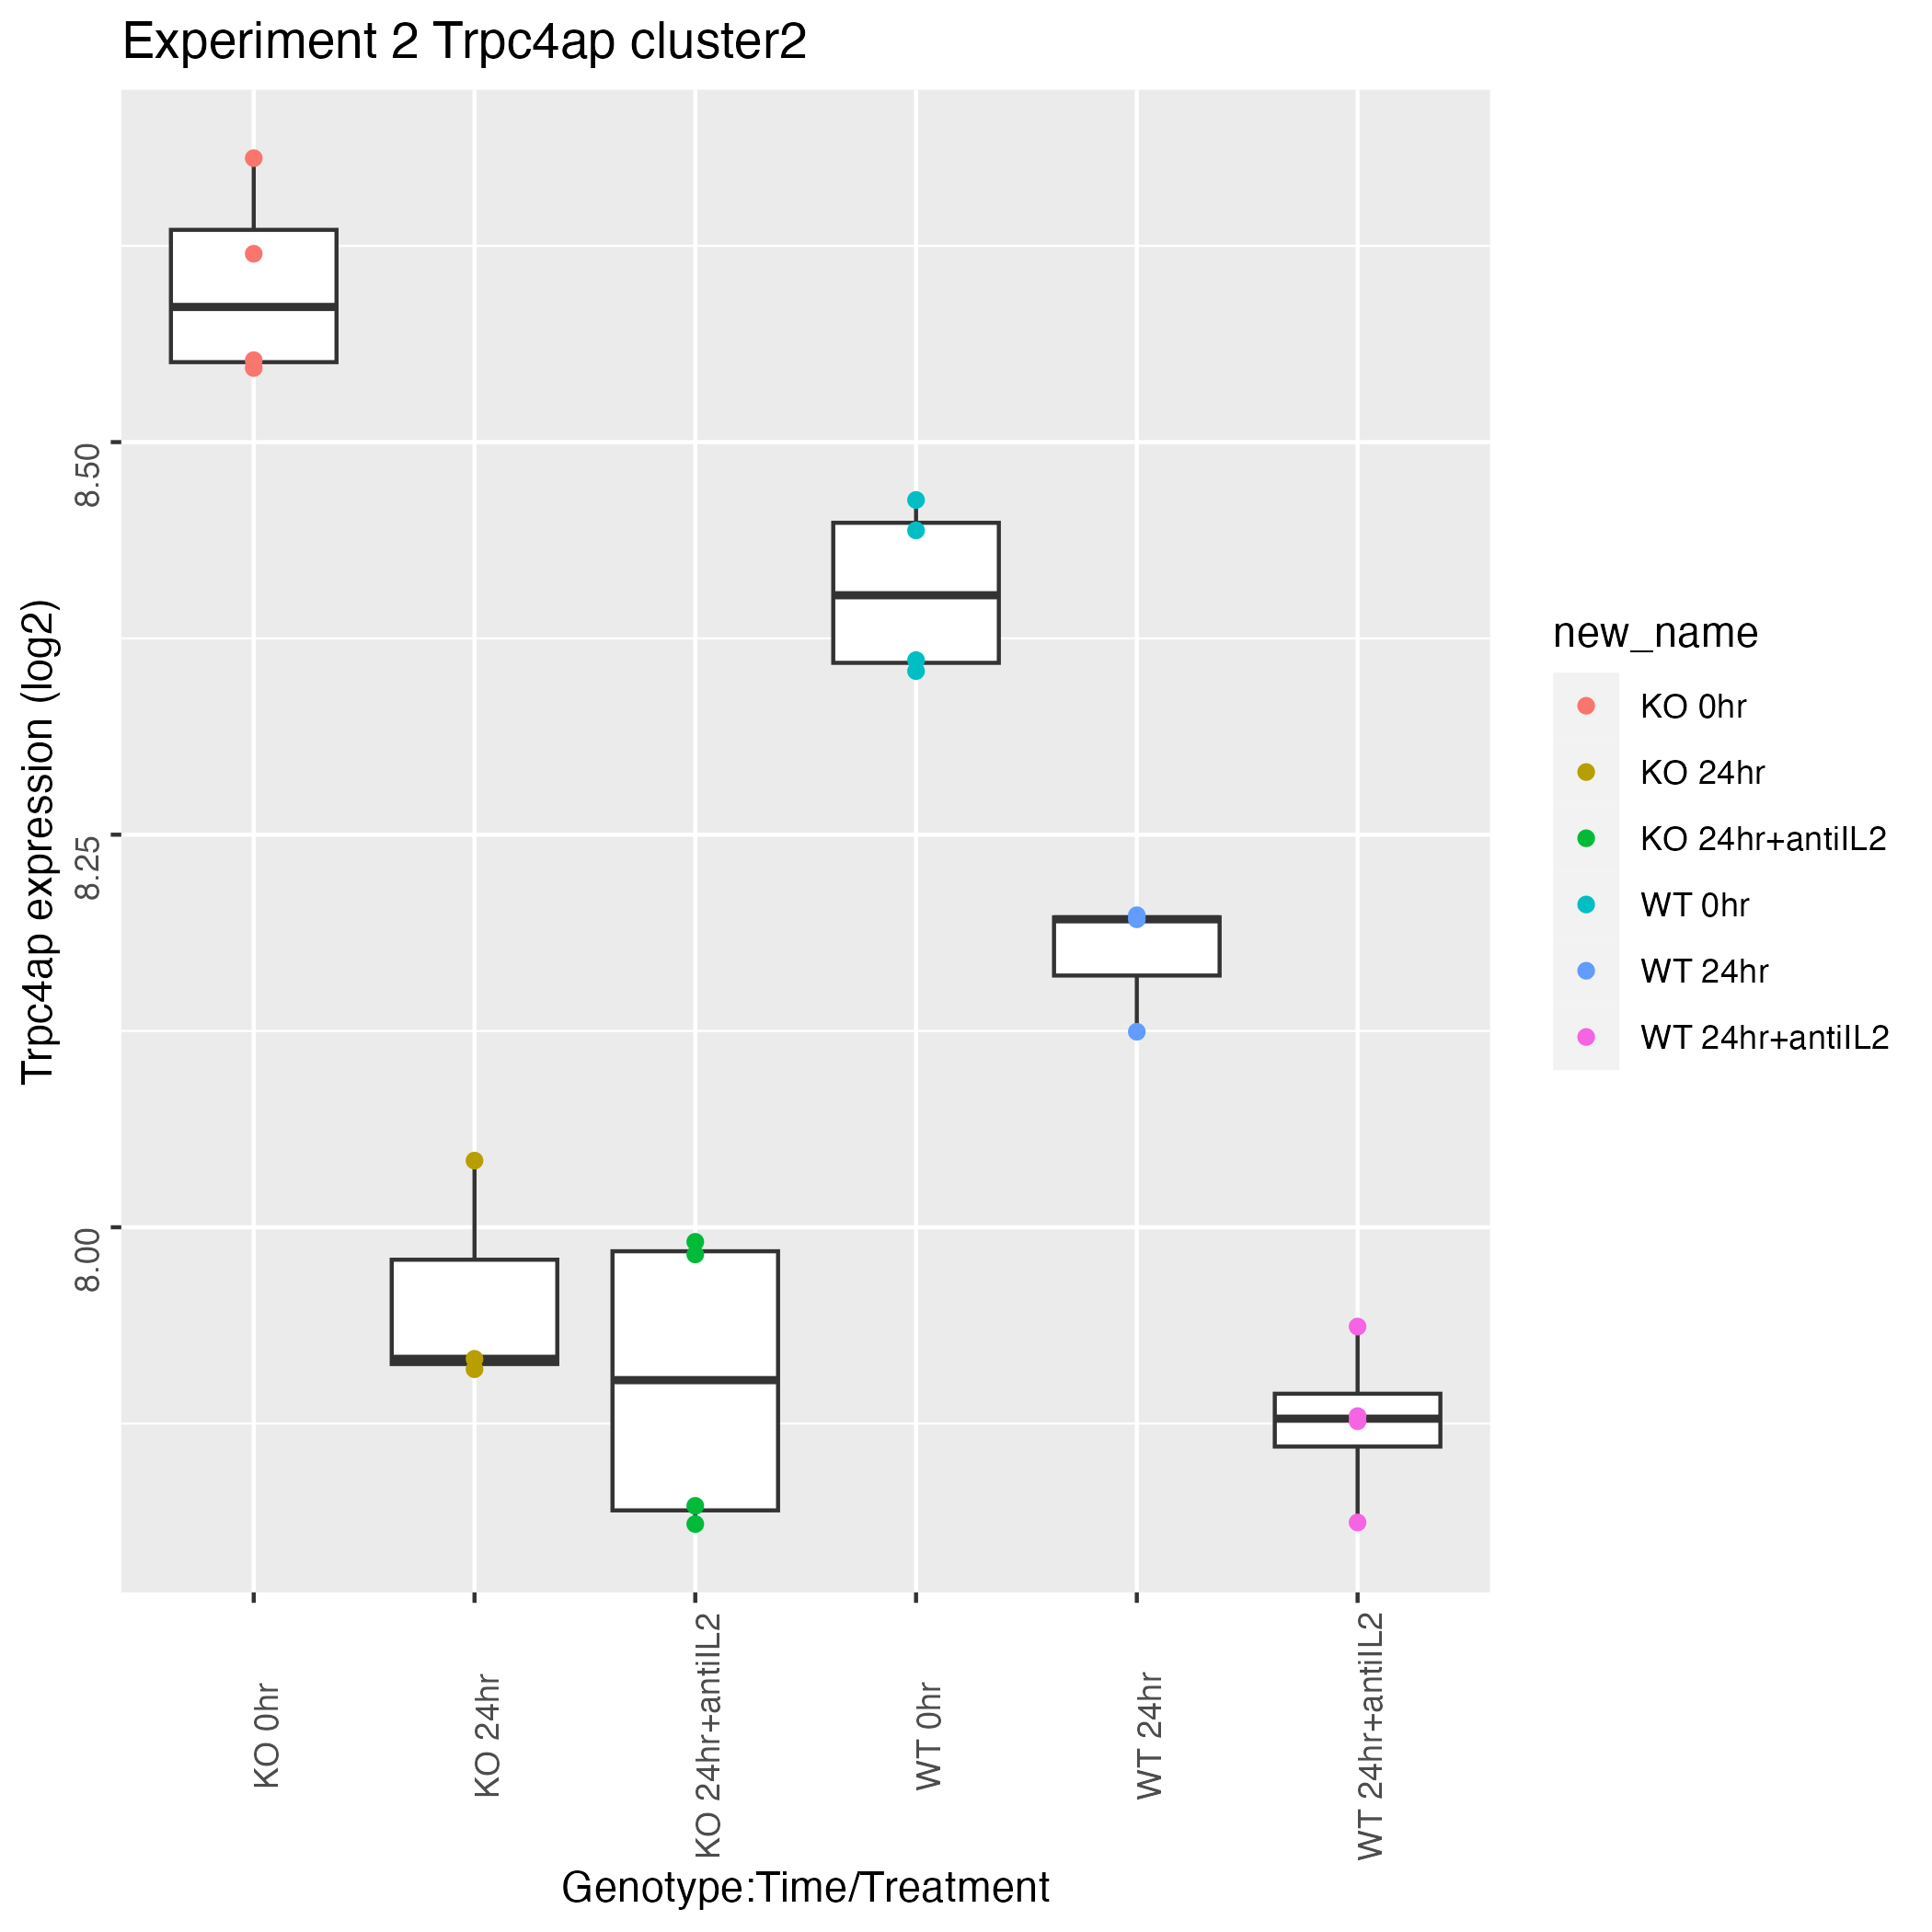 Experiment 2 Trpc4ap cluster2
Trpc4ap expression (log2)
8.50
8.25
8.00
KO 0hr
KO 24hr
KO 24hr+antiIL2
WT 0hr
WT 24hr
WT 24hr+antiIL2
Genotype:Time/Treatment
new_name
KO 0hr
KO 24hr
KO 24hr+antiIL2
WT 0hr
WT 24hr
WT 24hr+antiIL2